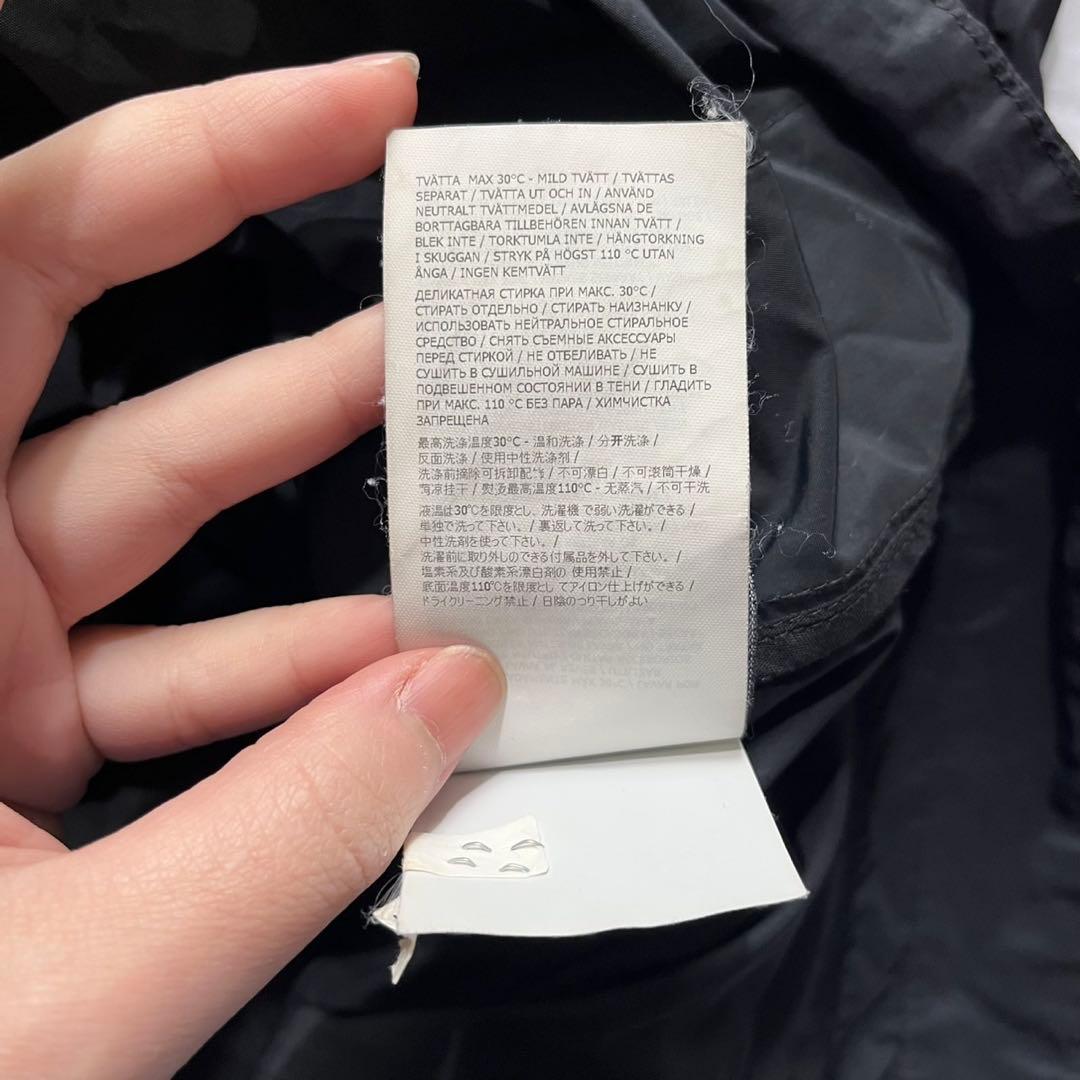 TVÄTTA MAX 30°C - MILD TVÄTT / TVÄTTAS
SEPARAT / TVÄTTA UT OCH IN / ANVÄND
NEUTRALT TVÄTTMEDEL / AVLÄGSNA DE
BORTTAGBARA TILLBEHÖREN INNAN TVÄTT /
BLEK INTE / TORKTUMLA INTE / HÄNGTORKNING
I SKUGGAN / STRYK PÅ HÖGST 110 °C UTAN
ÅNGA / INGEN KEMTVÄTT
ДЕЛИКАТНАЯ СТИРКА ПРИ МАКС. 30°C /
СТИРАТЬ ОТДЕЛЬНО / СТИРАТЬ НАИЗНАНКУ /
ИСПОЛЬЗОВАТЬ НЕЙТРАЛЬНОЕ СТИРАЛЬНОЕ
СРЕДСТВО / СНЯТЬ СЪЕМНЫЕ АКСЕССУАРЫ
ПЕРЕД СТИРКОЙ / НЕ ОТБЕЛИВАТЬ / НЕ
СУШИТЬ В СУШИЛЬНОЙ МАШИНЕ / СУШИТЬ В
ПОДВЕШЕННОМ СОСТОЯНИИ В ТЕНИ / ГЛАДИТЬ
ПРИ МАКС. 110 °C БЕЗ ПАРА / ХИМЧИСТКА
ЗАПРЕЩЕНА
最高洗涤温度30°C - 温和洗涤 / 分开洗涤 /
反面洗涤 / 使用中性洗涤剂 /
洗涤前摘除可拆卸配件 / 不可漂白 / 不可滚筒干燥 /
荫凉挂干 / 熨烫最高温度110°C - 无蒸汽 / 不可干洗
液温は30℃を限度とし、洗濯機 で弱い洗濯ができる /
単独で洗って下さい。/ 裏返して洗って下さい。/
中性洗剤を使って下さい。/
洗濯前に取り外しのできる付属品を外して下さい。/
塩素系及び酸素系漂白剤の 使用禁止 /
底面温度110℃を限度とし てアイロン仕上げができる /
ドライクリーニング禁止 / 日陰のつり干しがよい